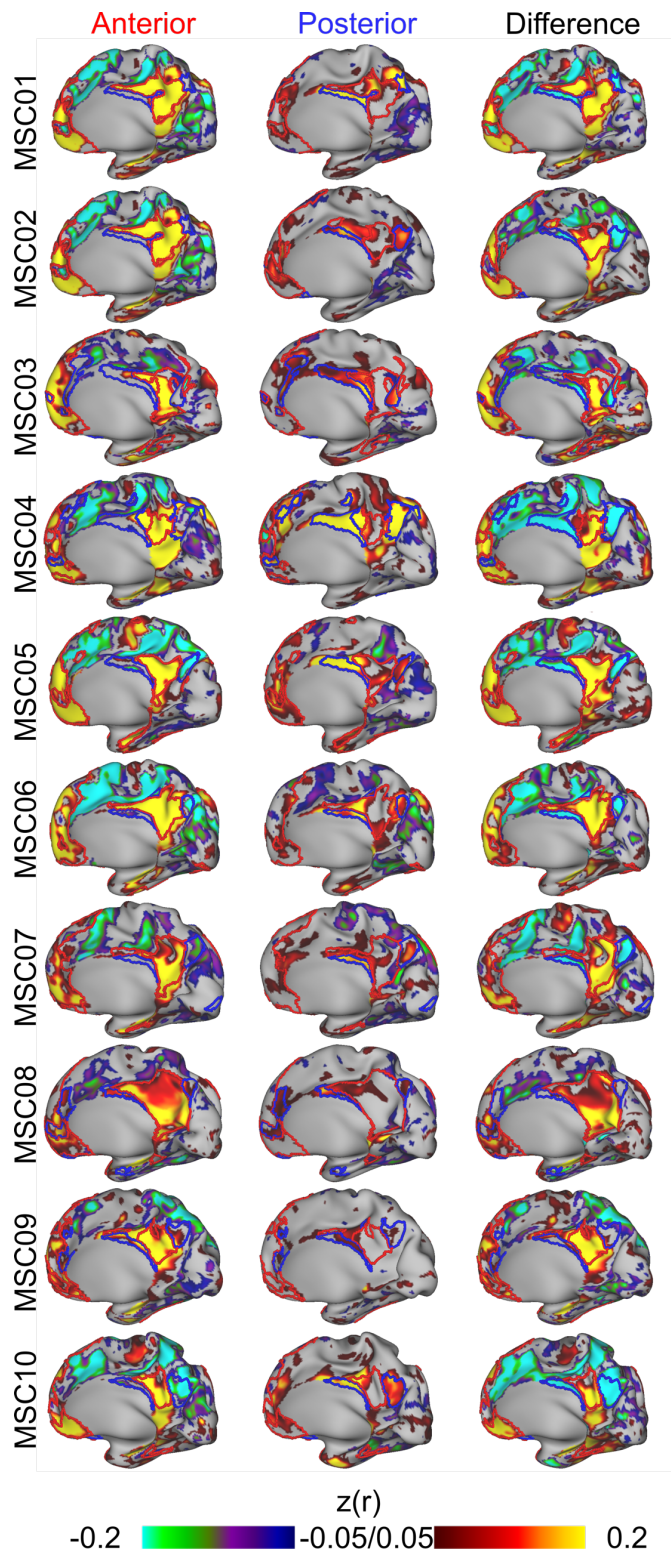 Anterior Posterior Difference
MSC01
MSC02
MSC03
MSC04
MSC05
MSC06
MSC07
MSC08
MSC09
MSC10
z(r)
-0.2 -0.05/0.05 0.2